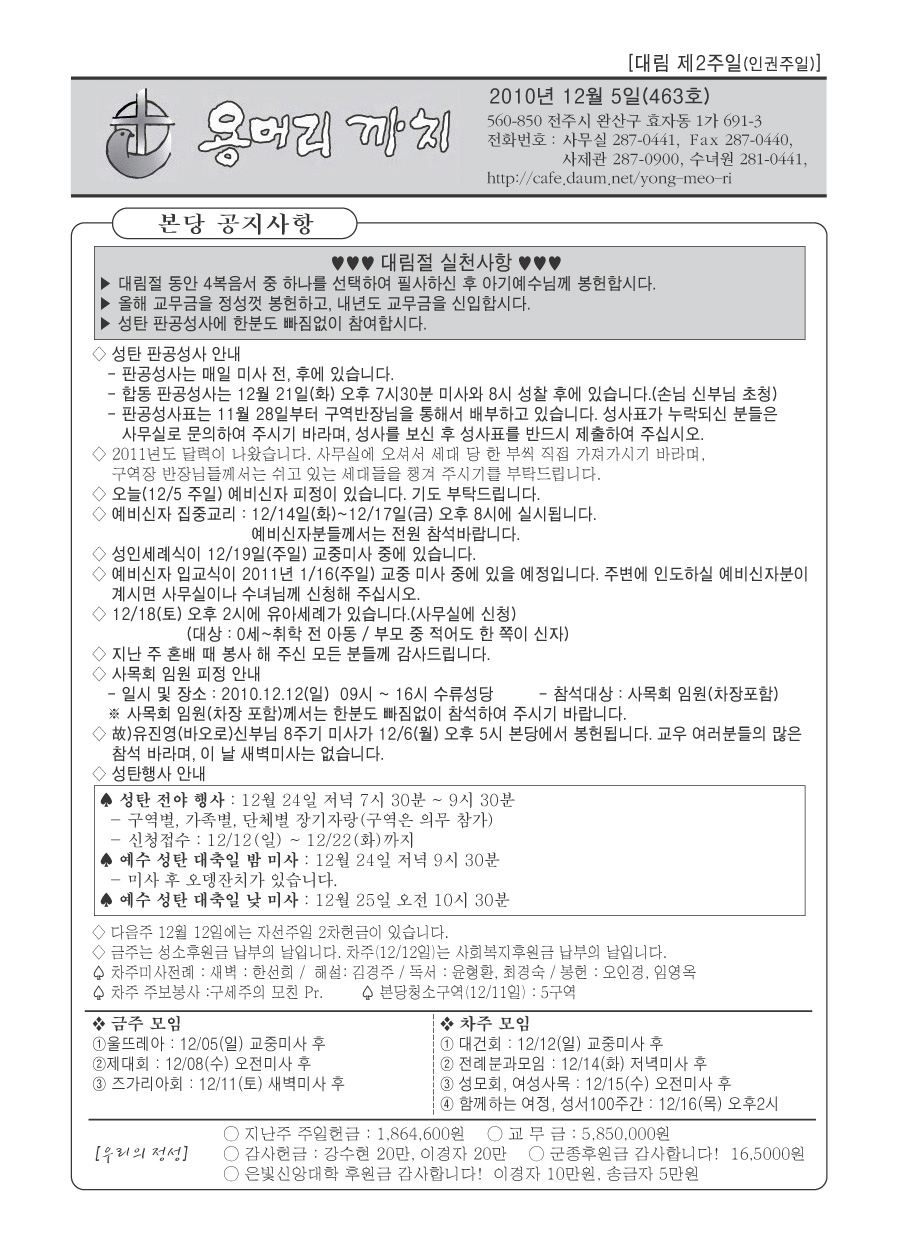 [대림 제2주일(인권주일)]
용머리 까치
2010년 12월 5일(463호)
560-850 전주시 완산구 효자동 1가 691-3
전화번호 : 사무실 287-0441, Fax 287-0440,
사제관 287-0900, 수녀원 281-0441,
http://cafe.daum.net/yong-meo-ri
본당 공지사항
♥♥♥ 대림절 실천사항 ♥♥♥
▶ 대림절 동안 4복음서 중 하나를 선택하여 필사하신 후 아기예수님께 봉헌합시다.
▶ 올해 교무금을 정성껏 봉헌하고, 내년도 교무금을 신입합시다.
▶ 성탄 판공성사에 한분도 빠짐없이 참여합시다.
◇ 성탄 판공성사 안내
- 판공성사는 매일 미사 전, 후에 있습니다.
- 합동 판공성사는 12월 21일(화) 오후 7시30분 미사와 8시 성찰 후에 있습니다.(손님 신부님 초청)
- 판공성사표는 11월 28일부터 구역반장님을 통해서 배부하고 있습니다. 성사표가 누락되신 분들은
사무실로 문의하여 주시기 바라며, 성사를 보신 후 성사표를 반드시 제출하여 주십시오.
◇ 2011년도 달력이 나왔습니다. 사무실에 오셔서 세대 당 한 부씩 직접 가져가시기 바라며,
구역장 반장님들께서는 쉬고 있는 세대들을 챙겨 주시기를 부탁드립니다.
◇ 오늘(12/5 주일) 예비신자 피정이 있습니다. 기도 부탁드립니다.
◇ 예비신자 집중교리 : 12/14일(화)~12/17일(금) 오후 8시에 실시됩니다.
예비신자분들께서는 전원 참석바랍니다.
◇ 성인세례식이 12/19일(주일) 교중미사 중에 있습니다.
◇ 예비신자 입교식이 2011년 1/16(주일) 교중 미사 중에 있을 예정입니다. 주변에 인도하실 예비신자분이
계시면 사무실이나 수녀님께 신청해 주십시오.
◇ 12/18(토) 오후 2시에 유아세례가 있습니다.(사무실에 신청)
(대상 : 0세~취학 전 아동 / 부모 중 적어도 한 쪽이 신자)
◇ 지난 주 혼배 때 봉사 해 주신 모든 분들께 감사드립니다.
◇ 사목회 임원 피정 안내
- 일시 및 장소 : 2010.12.12(일) 09시 ~ 16시 수류성당 - 참석대상 : 사목회 임원(차장포함)
※ 사목회 임원(차장 포함)께서는 한분도 빠짐없이 참석하여 주시기 바랍니다.
◇ 故)유진영(바오로)신부님 8주기 미사가 12/6(월) 오후 5시 본당에서 봉헌됩니다. 교우 여러분들의 많은
참석 바라며, 이 날 새벽미사는 없습니다.
◇ 성탄행사 안내
♠ 성탄 전야 행사 : 12월 24일 저녁 7시 30분 ~ 9시 30분
- 구역별, 가족별, 단체별 장기자랑(구역은 의무 참가)
- 신청접수 : 12/12(일) ~ 12/22(화)까지
♠ 예수 성탄 대축일 밤 미사 : 12월 24일 저녁 9시 30분
- 미사 후 오뎅잔치가 있습니다.
♠ 예수 성탄 대축일 낮 미사 : 12월 25일 오전 10시 30분
◇ 다음주 12월 12일에는 자선주일 2차헌금이 있습니다.
◇ 금주는 성소후원금 납부의 날입니다. 차주(12/12일)는 사회복지후원금 납부의 날입니다.
♤ 차주미사전례 : 새벽 : 한선희 / 해설: 김경주 / 독서 : 윤형환, 최경숙 / 봉헌 : 오인경, 임영옥
♤ 차주 주보봉사 :구세주의 모친 Pr. ♤ 본당청소구역(12/11일) : 5구역
❖ 금주 모임
①울뜨레아 : 12/05(일) 교중미사 후
②제대회 : 12/08(수) 오전미사 후
③ 즈가리아회 : 12/11(토) 새벽미사 후
❖ 차주 모임
① 대건회 : 12/12(일) 교중미사 후
② 전례분과모임 : 12/14(화) 저녁미사 후
③ 성모회, 여성사목 : 12/15(수) 오전미사 후
④ 함께하는 여정, 성서100주간 : 12/16(목) 오후2시
[우리의 정성]
○ 지난주 주일헌금 : 1,864,600원 ○ 교 무 금 : 5,850,000원
○ 감사헌금 : 강수현 20만, 이경자 20만 ○ 군종후원금 감사합니다! 16,5000원
○ 은빛신앙대학 후원금 감사합니다! 이경자 10만원, 송금자 5만원